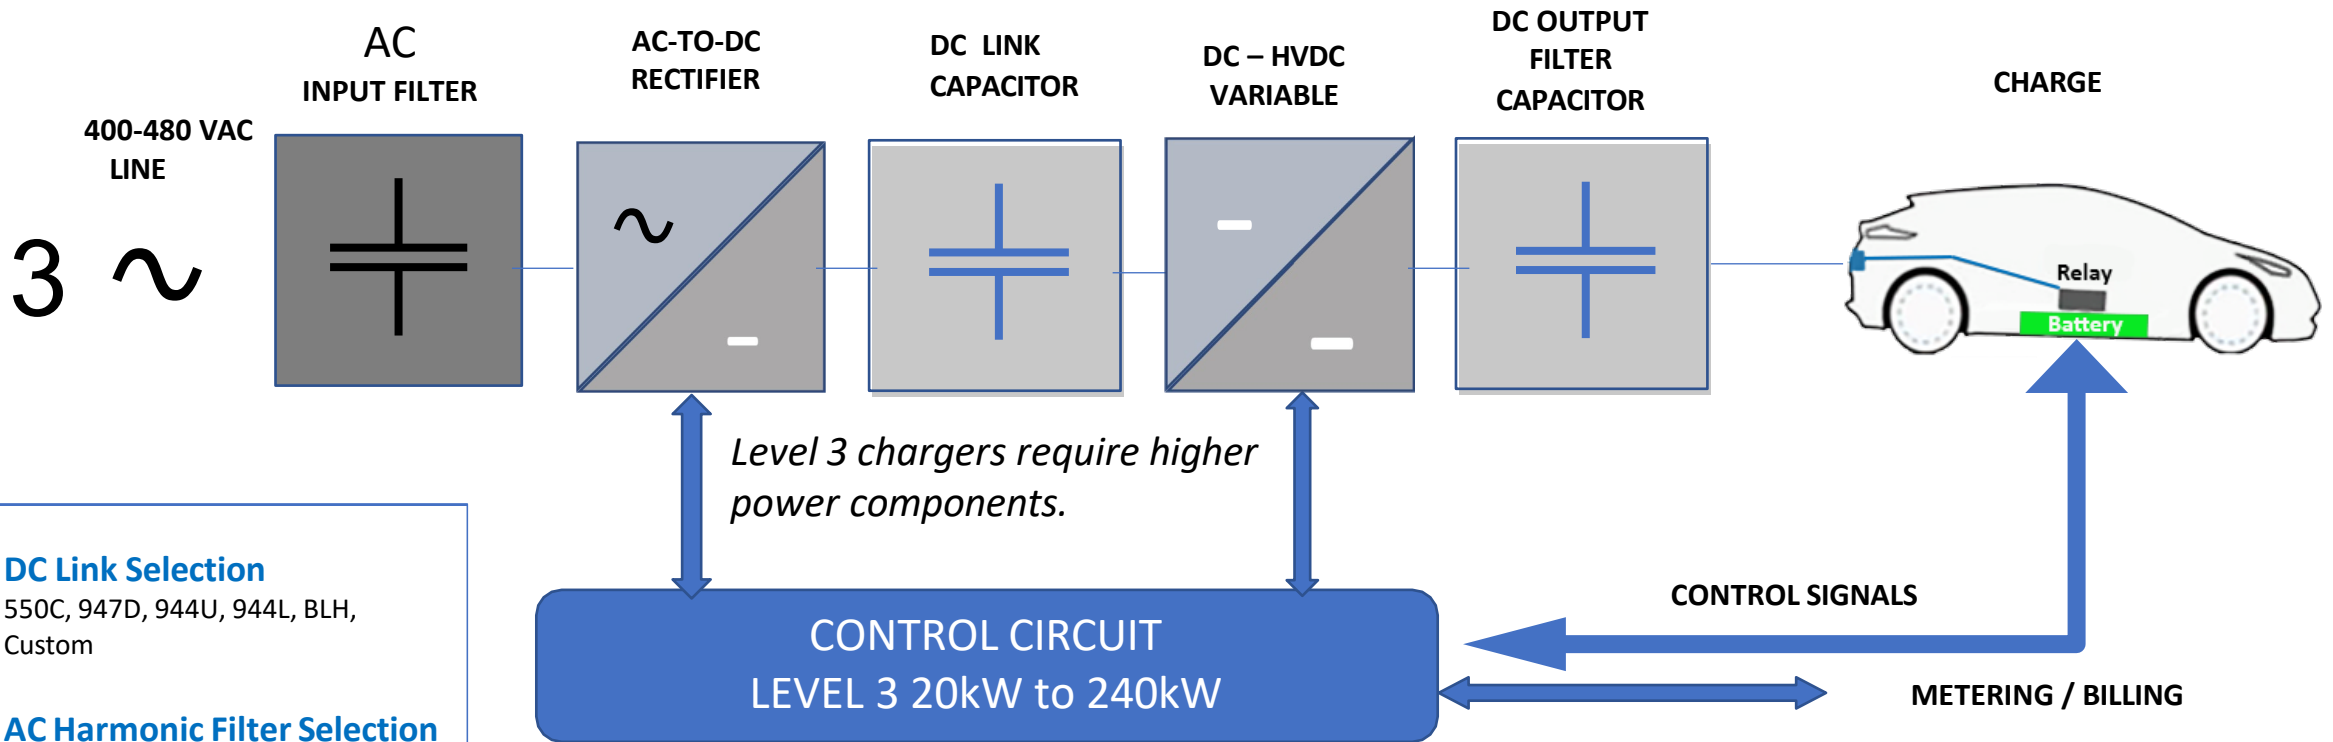 AC
INPUT FILTER
AC-TO-DC
RECTIFIER
DC LINK
CAPACITOR
DC – HVDC
VARIABLE
DC OUTPUT
FILTER
CAPACITOR
CHARGE
400-480 VAC
LINE
3
Relay
Battery
Level 3 chargers require higher
power components.
DC Link Selection
550C, 947D, 944U, 944L, BLH,
Custom
AC Harmonic Filter Selection
CONTROL CIRCUIT
LEVEL 3 20kW to 240kW
CONTROL SIGNALS
METERING / BILLING